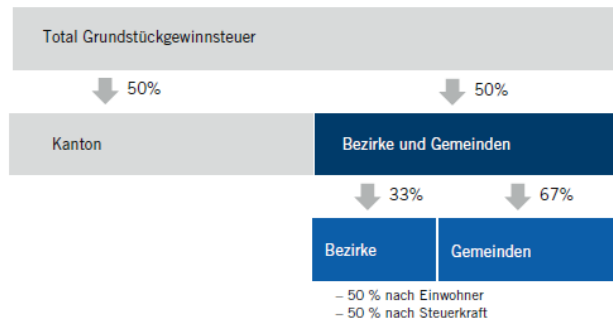 Total Grundstückgewinnsteuer
50%
50%
Kanton
Bezirke und Gemeinden
33%
67%
Bezirke
Gemeinden
– 50 % nach Einwohner
– 50 % nach Steuerkraft